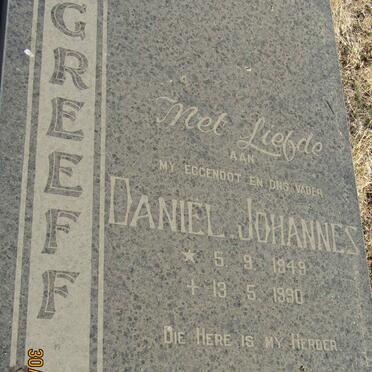 GREEFF
Met Liefde
AAN
MY EGGENOOT EN ONS VADER
DANIEL JOHANNES
* 5. 9. 1949
+ 13. 5. 1990
DIE HERE IS MY HERDER
30/